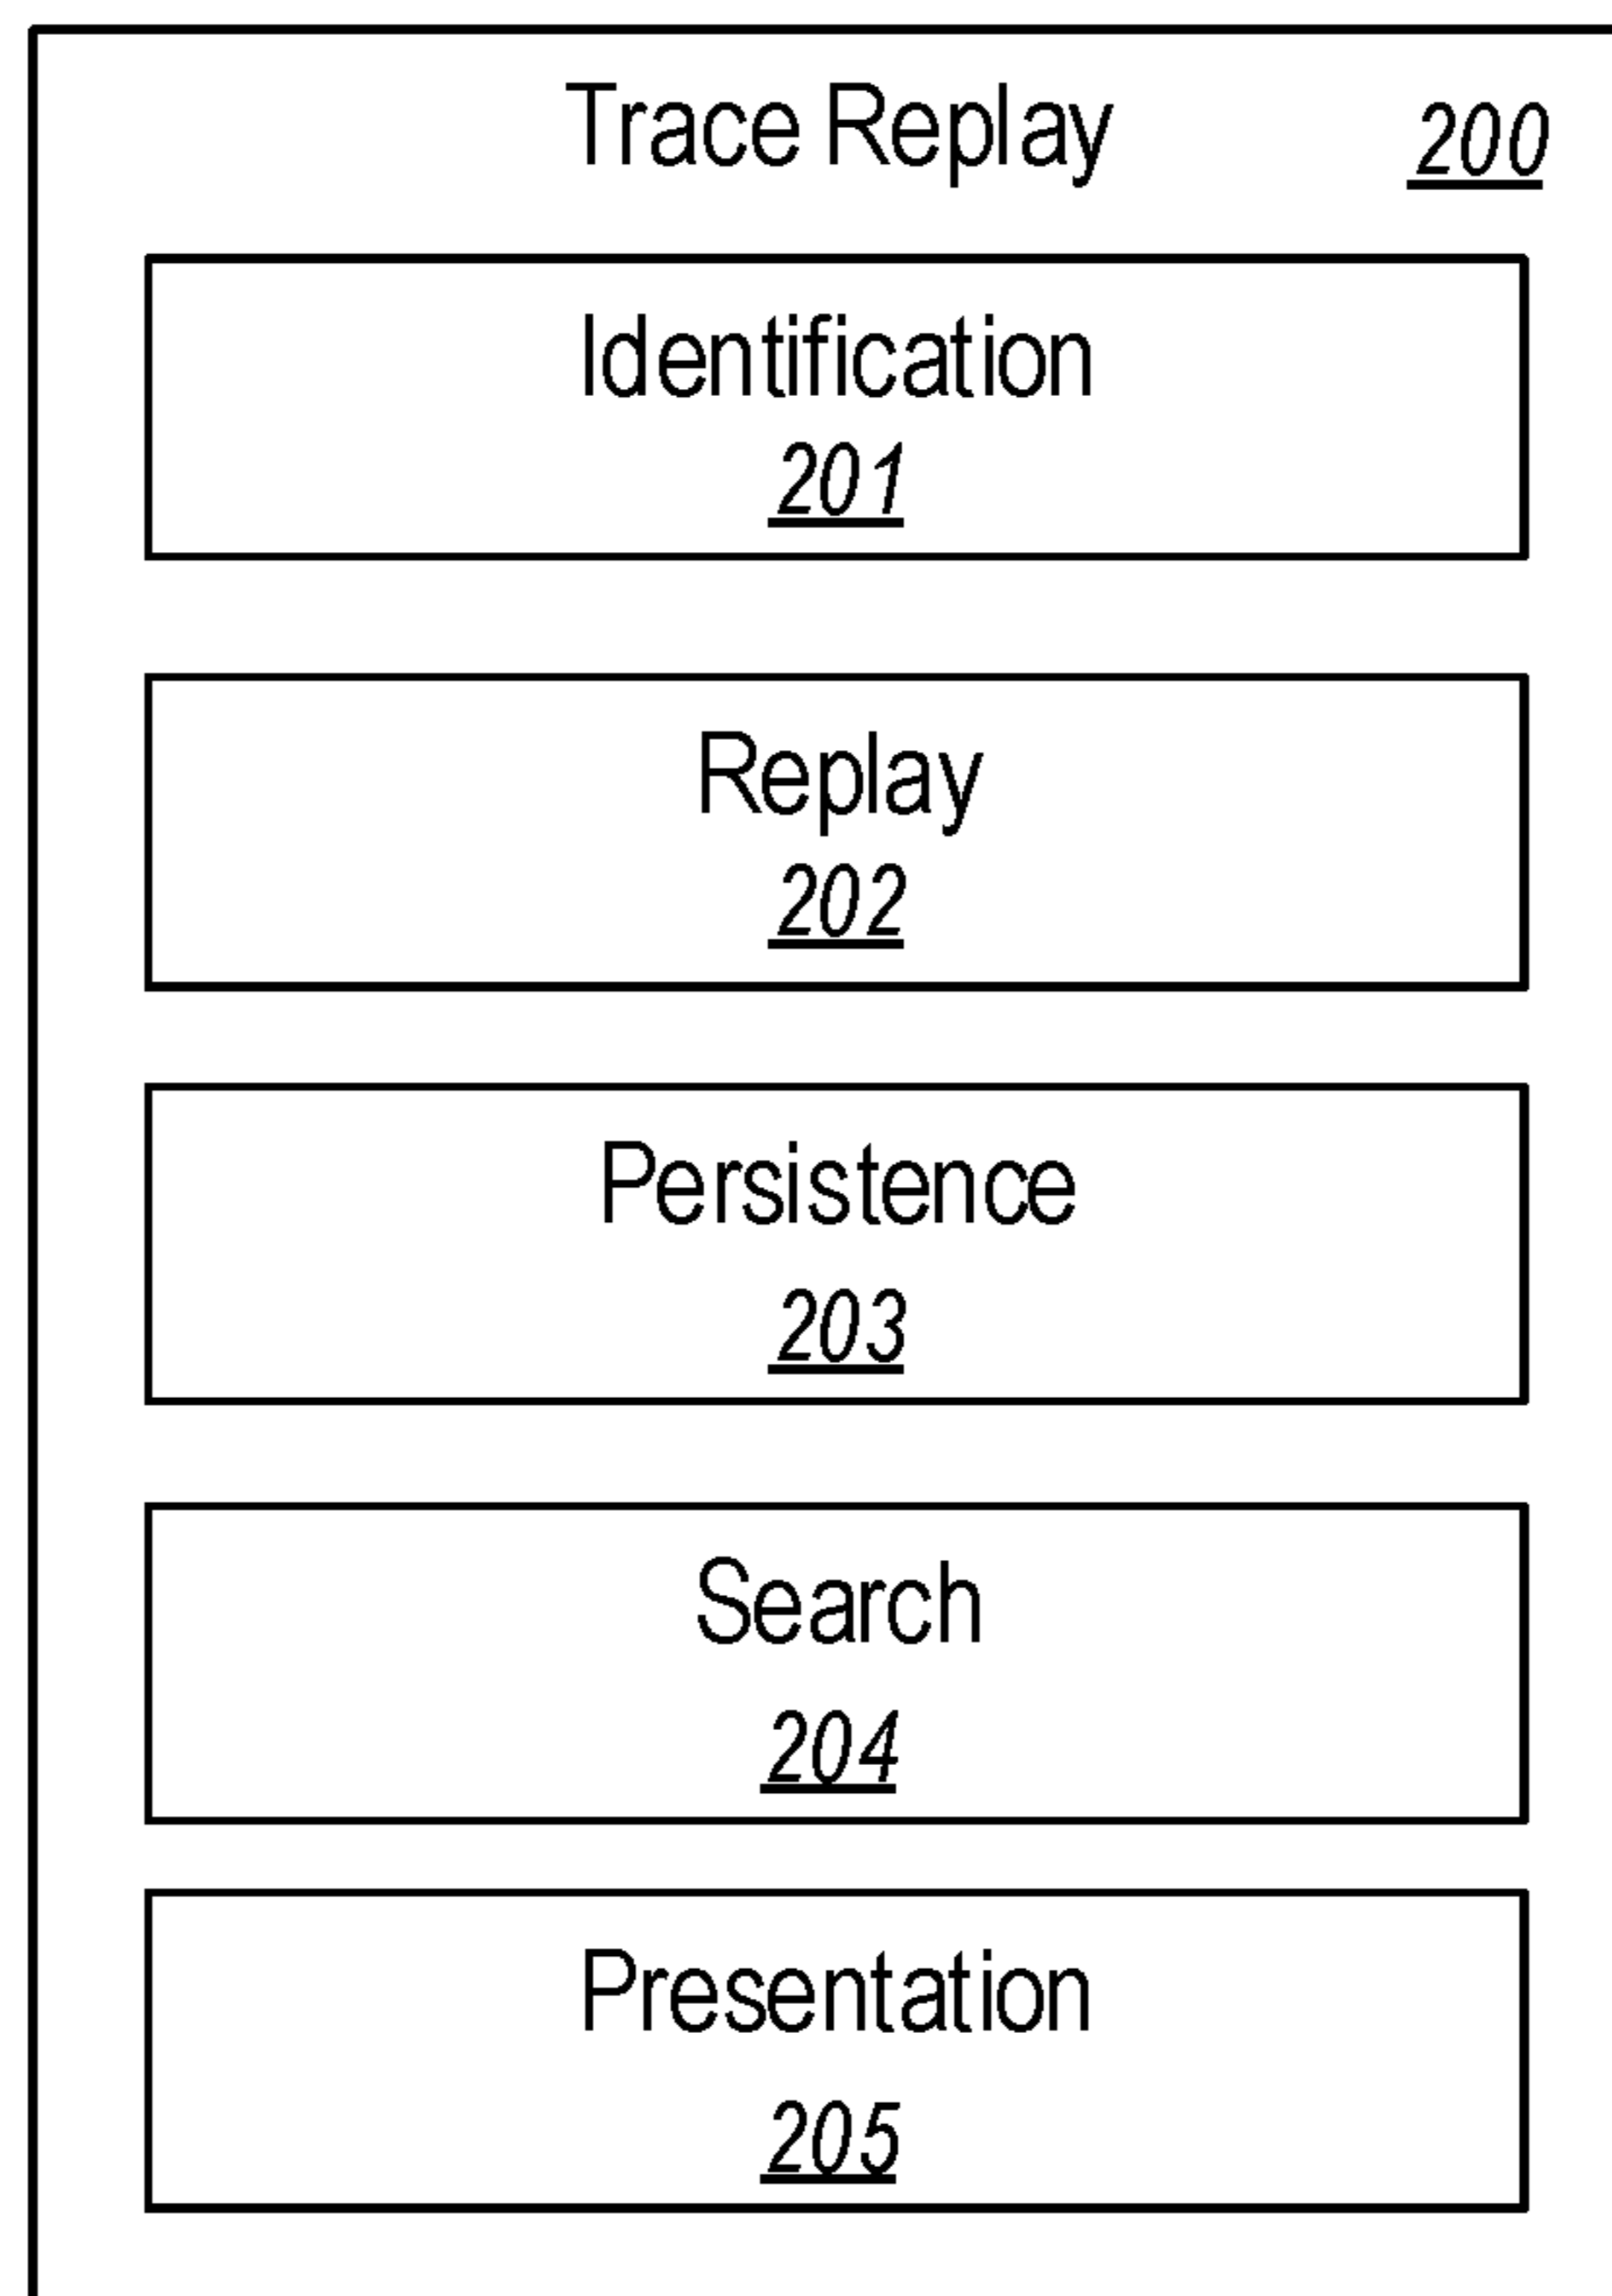 Trace Replay 200
Identification
201
Replay
202
Persistence
203
Search
204
Presentation
205